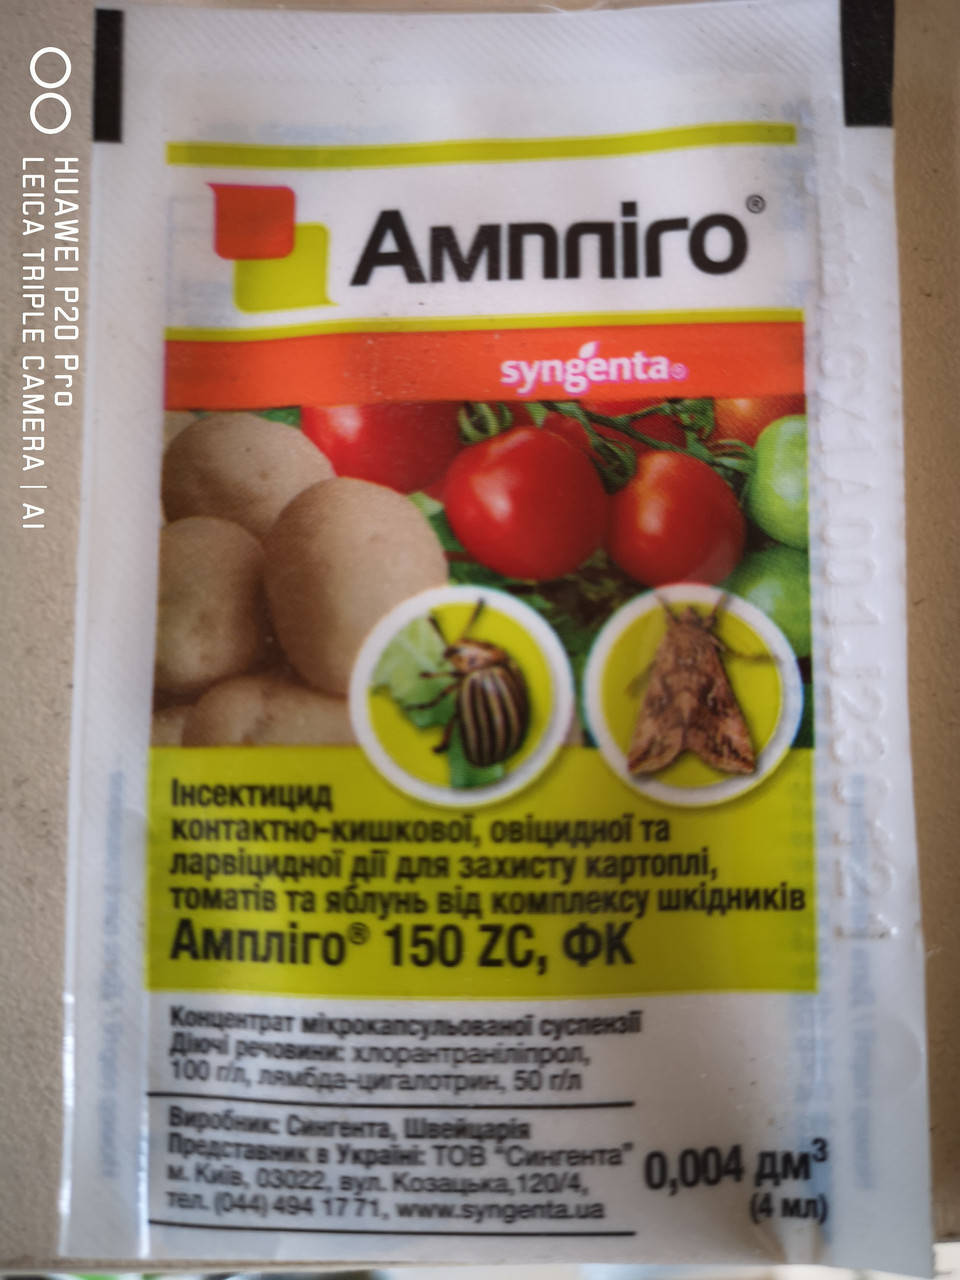 HUAWEI P20 Pro
LEICA TRIPLE CAMERA | AI
Ампліго®
syngenta®
Інсектицид
контактно-кишкової, овіцидної та
ларвіцидної дії для захисту картоплі,
томатів та яблунь від комплексу шкідників
Ампліго® 150 ZC, ФК
Концентрат мікрокапсульованої суспензії
Діючі речовини: хлорантраніліпрол,
100 г/л, лямбда-цигалотрин, 50 г/л
Виробник: Сингента, Швейцарія
Представник в Україні: ТОВ "Сингента"
м. Київ, 03022, вул. Козацька,120/4,
тел. (044) 494 17 71, www.syngenta.ua
0,004 дм³
(4 мл)